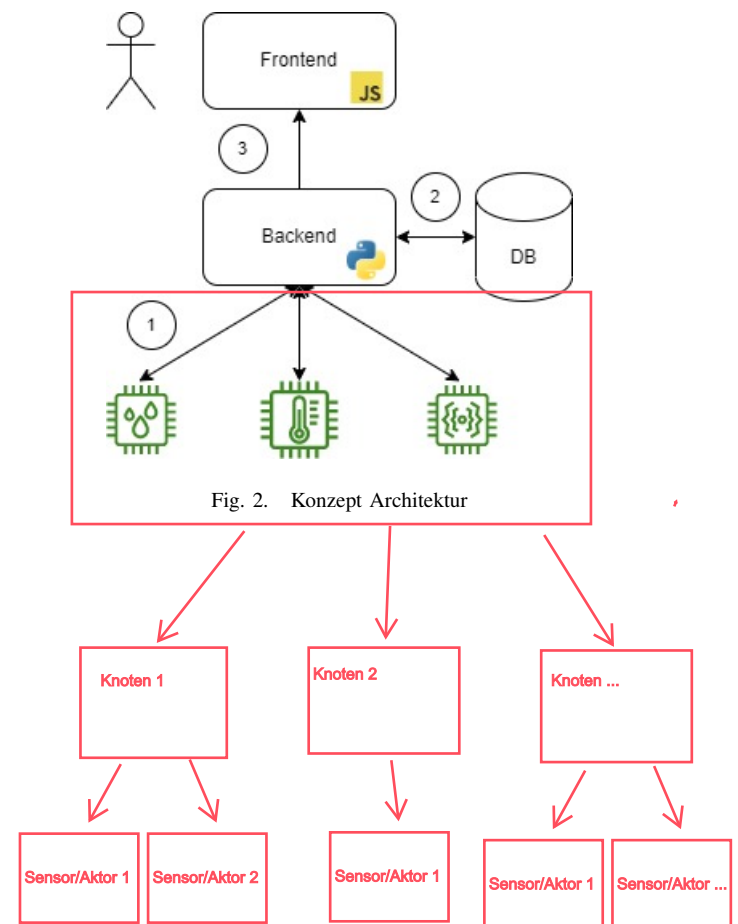 Frontend
JS
3
2
Backend
DB
1
Fig. 2. Konzept Architektur
Knoten 1
Knoten 2
Knoten ...
Sensor/Aktor 1
Sensor/Aktor 2
Sensor/Aktor 1
Sensor/Aktor 1
Sensor/Aktor ...